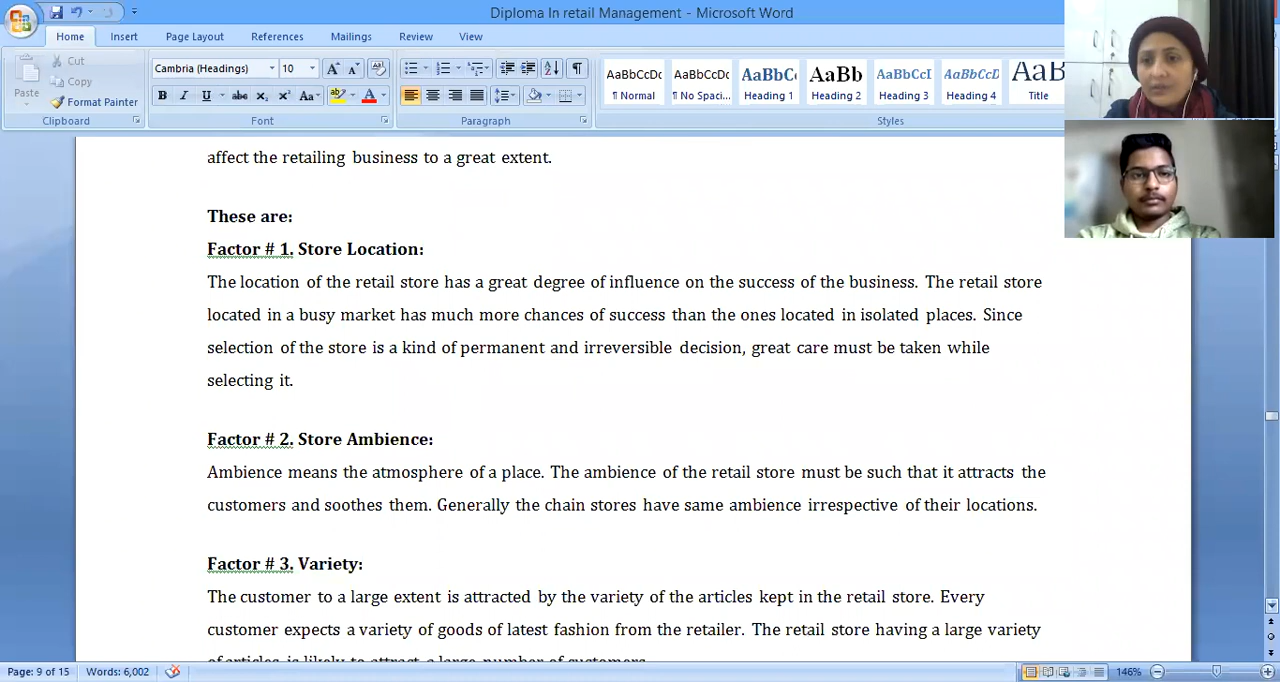 Diploma In retail Management - Microsoft Word
Home Insert Page Layout References Mailings Review View
Paste
Cut
Copy
Format Painter
Clipboard
Cambria (Headings) 10
Font
Paragraph
AaBbCcDc AaBbCcDc AaBbC AaBb AaBbCcI AaBbCcD AaB
¶ Normal ¶ No Spaci... Heading 1 Heading 2 Heading 3 Heading 4 Title
Styles
affect the retailing business to a great extent.
These are:
Factor # 1. Store Location:
The location of the retail store has a great degree of influence on the success of the business. The retail store
located in a busy market has much more chances of success than the ones located in isolated places. Since
selection of the store is a kind of permanent and irreversible decision, great care must be taken while
selecting it.
Factor # 2. Store Ambience:
Ambience means the atmosphere of a place. The ambience of the retail store must be such that it attracts the
customers and soothes them. Generally the chain stores have same ambience irrespective of their locations.
Factor # 3. Variety:
The customer to a large extent is attracted by the variety of the articles kept in the retail store. Every
customer expects a variety of goods of latest fashion from the retailer. The retail store having a large variety
of articles is likely to attract a large number of customers.
Page: 9 of 15 Words: 6,002 146%